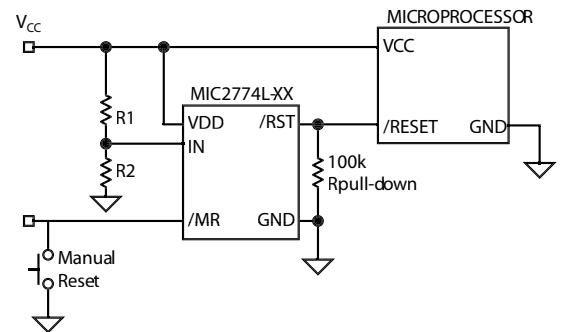 MICROPROCESSOR
VCC
VCC
MIC2774L-XX
R1
VDD
/RST
/RESET
GND
IN
R2
100k
Rpull-down
/MR
GND
Manual
Reset